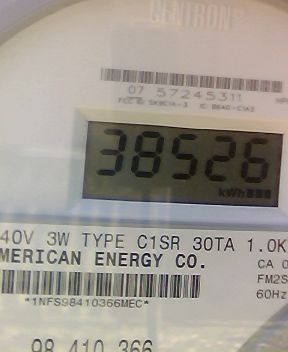 CENTRON
07 57245311
38526
kWh
40V 3W TYPE C1SR 30TA 1.0K
MERICAN ENERGY CO.
CA 0
FM2S
60Hz
*1NFS98410366MEC*
98 410 366